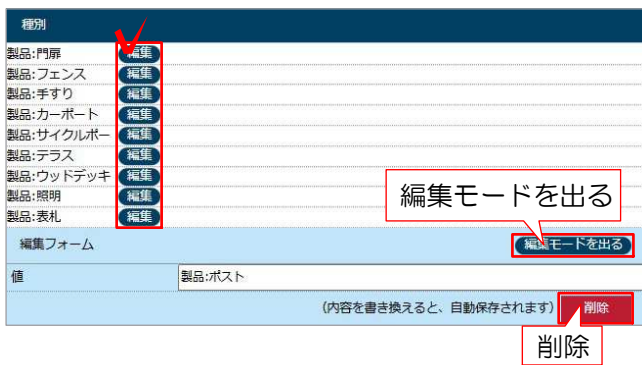 種別
製品:門扉 編集
製品:フェンス 編集
製品:手すり 編集
製品:カーポート 編集
製品:サイクルポー 編集
製品:テラス 編集
製品:ウッドデッキ 編集
製品:照明 編集
製品:表札 編集
編集モードを出る
編集フォーム 編集モードを出る
値 製品:ポスト
(内容を書き換えると、自動保存されます) 削除
削除